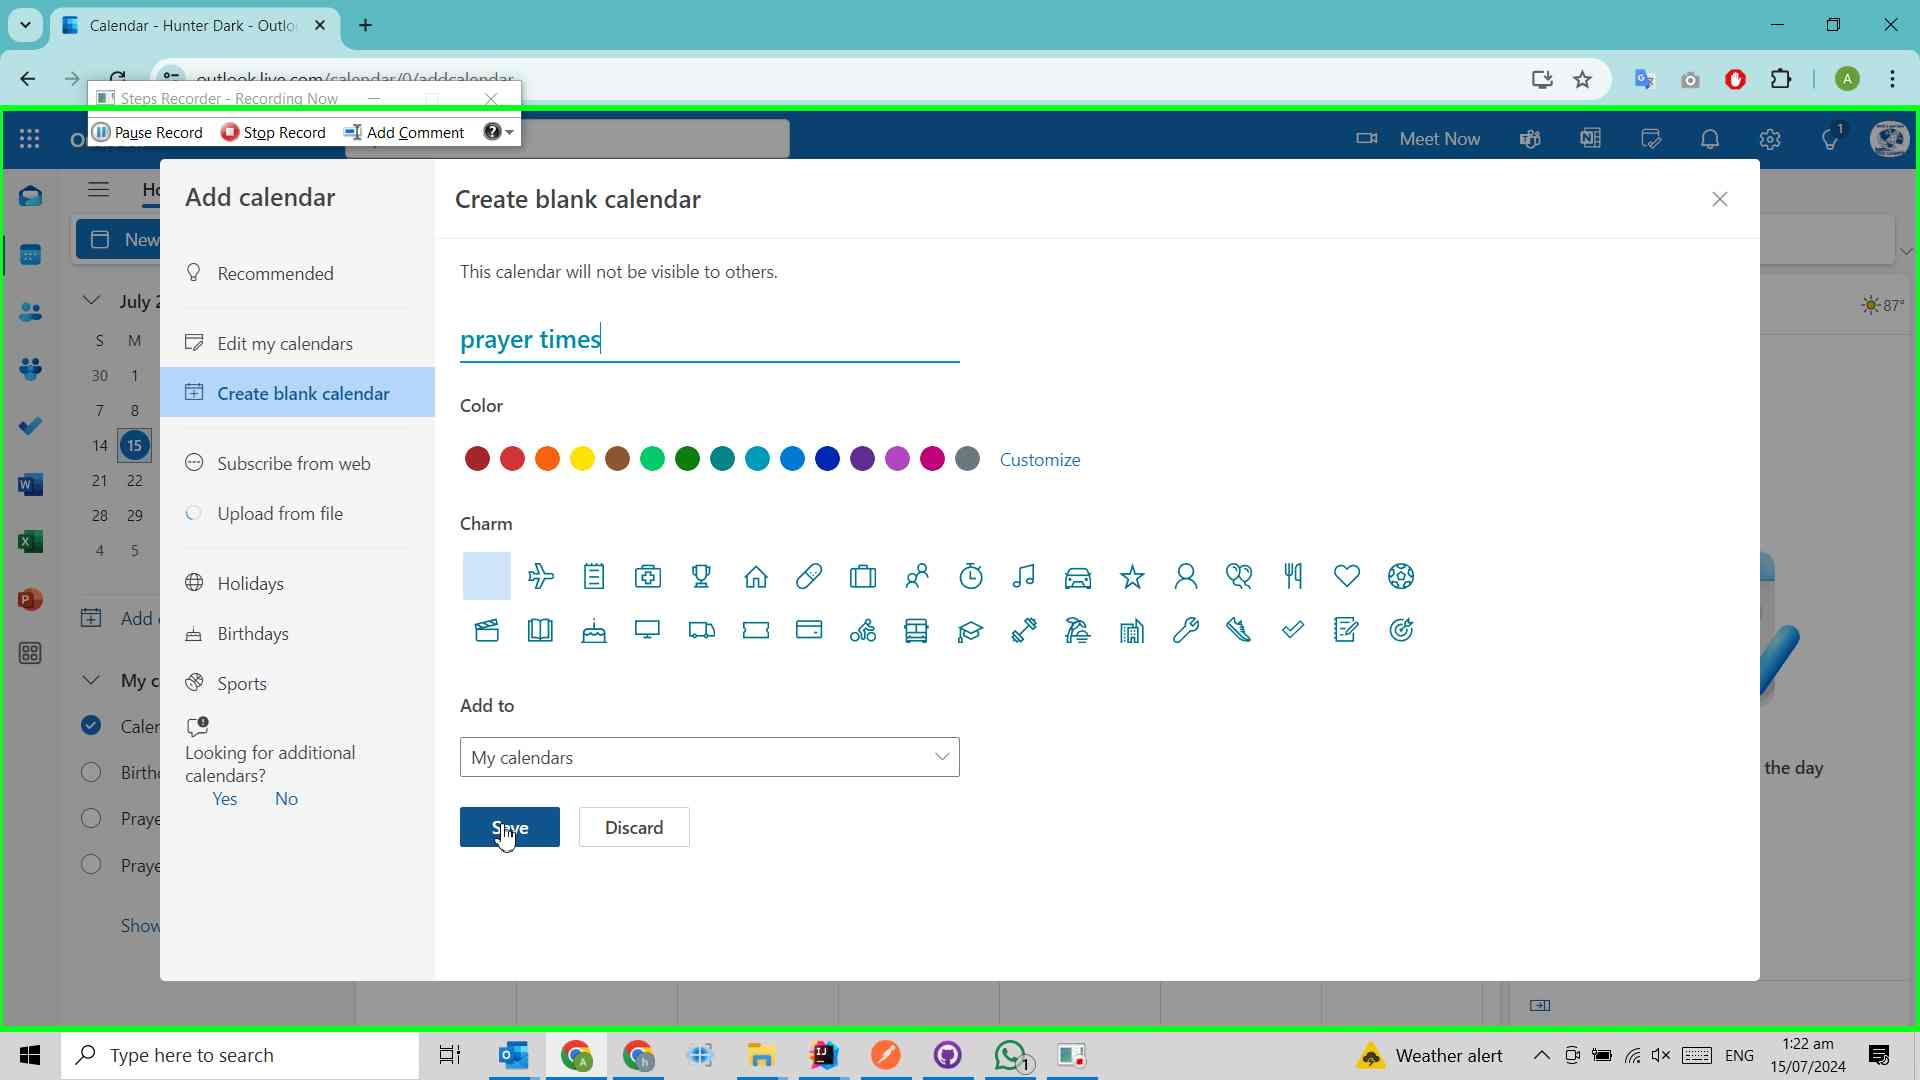 Calendar - Hunter Dark - Outlo
outlook.live.com/calendar/0/addcalendar
A
Steps Recorder - Recording Now
Pause Record
Stop Record
Add Comment
?
Meet Now
1
Add calendar
Create blank calendar
New
Recommended
This calendar will not be visible to others.
July 2
87°
S M
prayer times
Edit my calendars
30 1
Create blank calendar
Color
7 8
14 15
Customize
Subscribe from web
21 22
Upload from file
28 29
Charm
4 5
Holidays
Add
Birthdays
My c
Sports
Add to
Caler
Looking for additional
calendars?
My calendars
Birth
the day
Yes No
Praye
Save
Discard
Praye
Show
Type here to search
A
h
1
Weather alert
ENG
1:22 am
15/07/2024